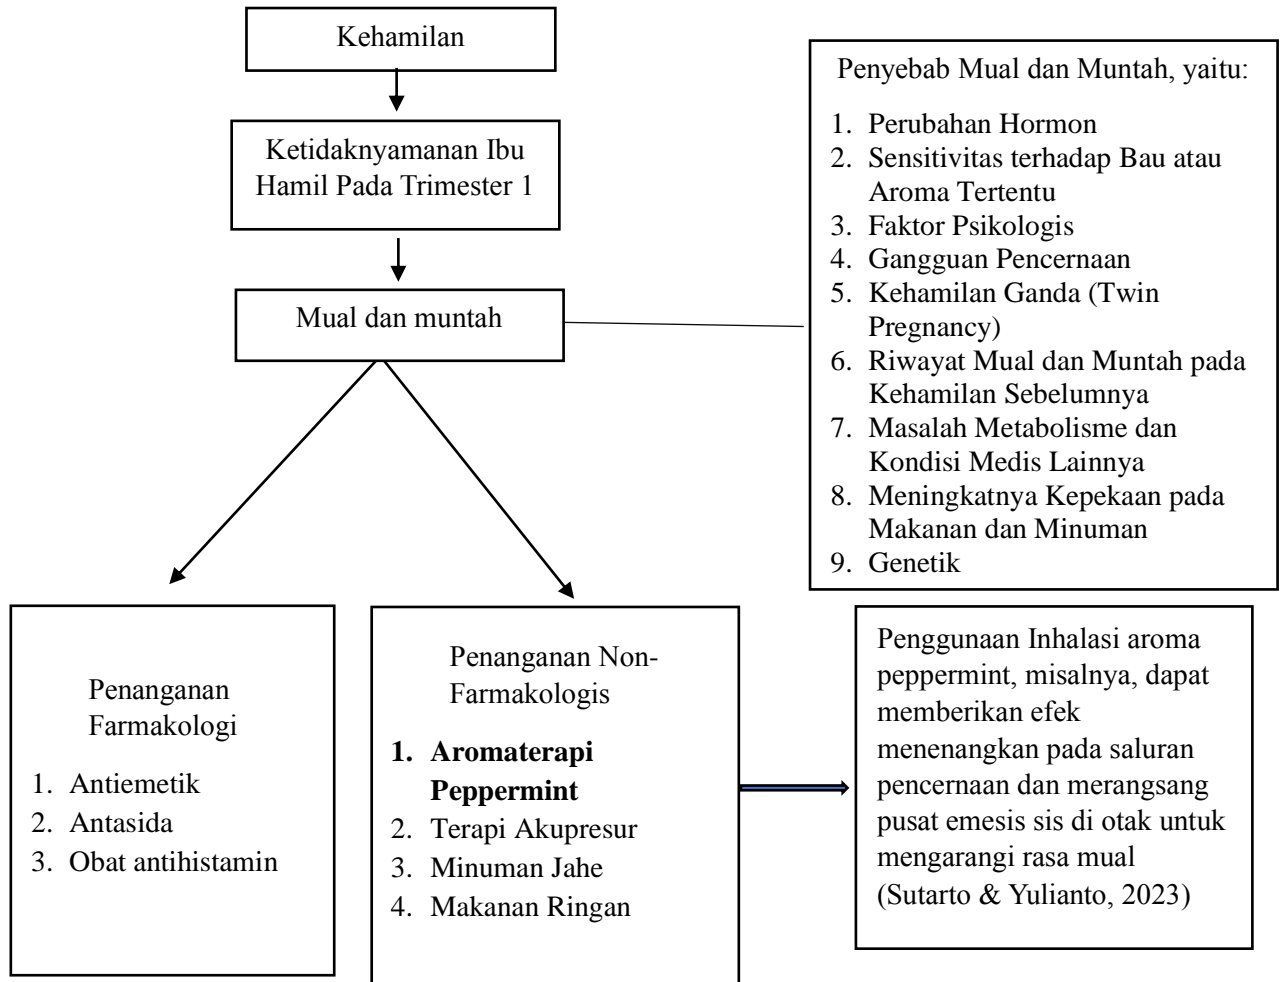 Kehamilan
Ketidaknyamanan Ibu
Hamil Pada Trimester 1
Mual dan muntah
Penyebab Mual dan Muntah, yaitu:
1. Perubahan Hormon
2. Sensitivitas terhadap Bau atau
Aroma Tertentu
3. Faktor Psikologis
4. Gangguan Pencernaan
5. Kehamilan Ganda (Twin
Pregnancy)
6. Riwayat Mual dan Muntah pada
Kehamilan Sebelumnya
7. Masalah Metabolisme dan
Kondisi Medis Lainnya
8. Meningkatnya Kepekaan pada
Makanan dan Minuman
9. Genetik
Penanganan
Farmakologi
1. Antiemetik
2. Antasida
3. Obat antihistamin
Penanganan Non-
Farmakologis
1. Aromaterapi
Peppermint
2. Terapi Akupresur
3. Minuman Jahe
4. Makanan Ringan
Penggunaan Inhalasi aroma
peppermint, misalnya, dapat
memberikan efek
menenangkan pada saluran
pencernaan dan merangsang
pusat emesis sis di otak untuk
mengarangi rasa mual
(Sutarto & Yulianto, 2023)